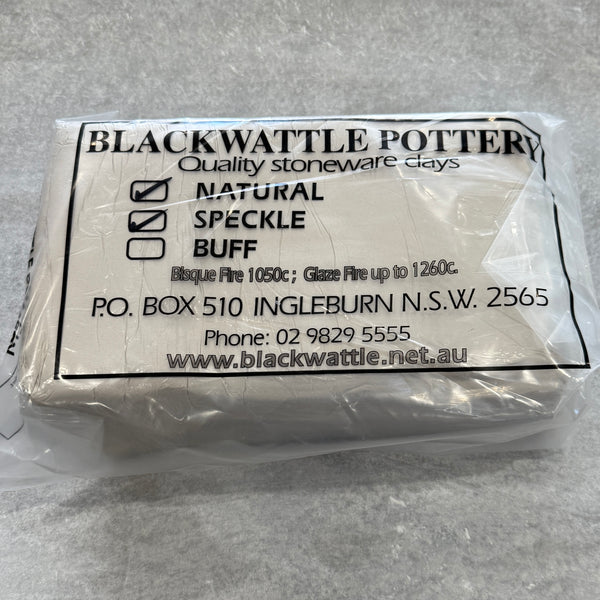 BLACKWATTLE POTTERY
Quality stoneware clays
☑ NATURAL
☑ SPECKLE
☐ BUFF
Bisque Fire 1050c; Glaze Fire up to 1260c.
P.O. BOX 510 INGLEBURN N.S.W. 2565
Phone: 02 9829 5555
www.blackwattle.net.au